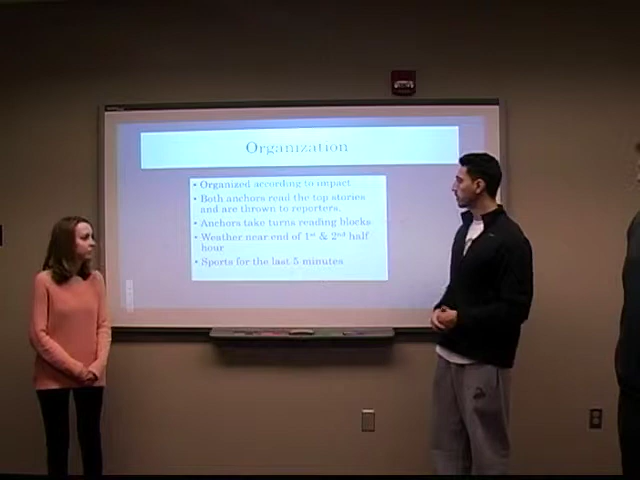 Organization
• Organized according to impact
• Both anchors read the top stories
and are thrown to reporters.
• Anchors take turns reading blocks
• Weather near end of 1st & 2nd half
hour
• Sports for the last 5 minutes